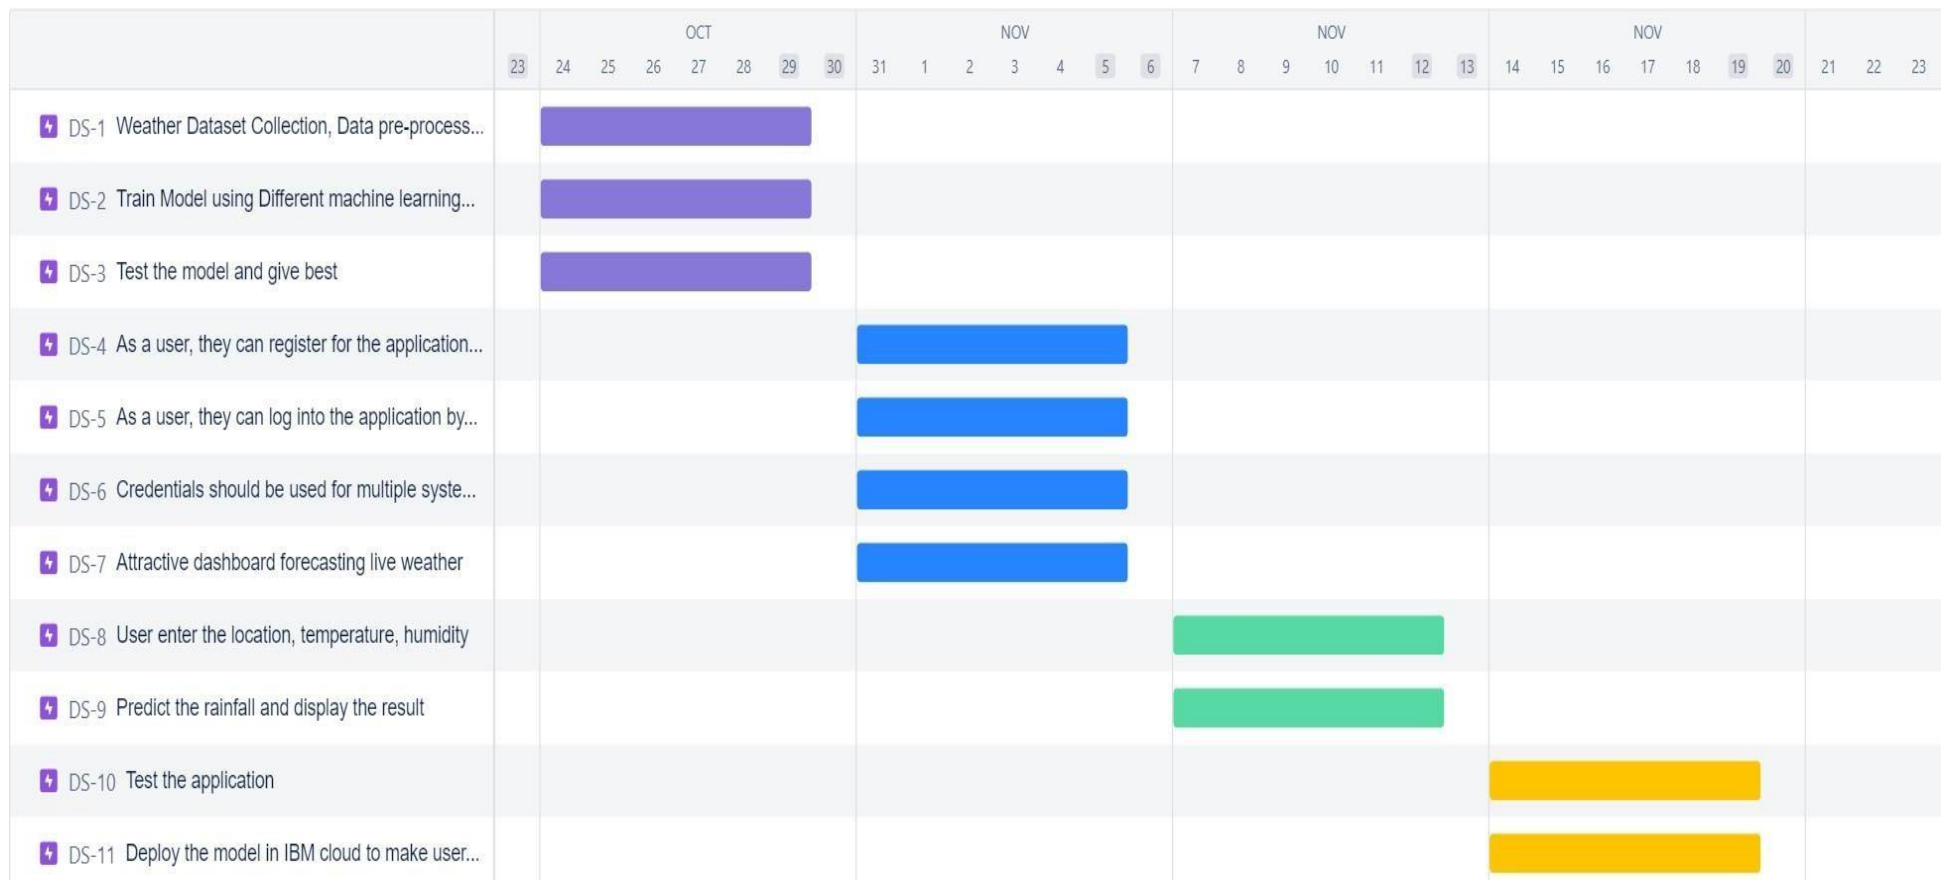 OCT NOV NOV NOV
23 24 25 26 27 28 29 30 31 1 2 3 4 5 6 7 8 9 10 11 12 13 14 15 16 17 18 19 20 21 22 23
DS-1 Weather Dataset Collection, Data pre-process...
DS-2 Train Model using Different machine learning...
DS-3 Test the model and give best
DS-4 As a user, they can register for the application...
DS-5 As a user, they can log into the application by...
DS-6 Credentials should be used for multiple syste...
DS-7 Attractive dashboard forecasting live weather
DS-8 User enter the location, temperature, humidity
DS-9 Predict the rainfall and display the result
DS-10 Test the application
DS-11 Deploy the model in IBM cloud to make user...